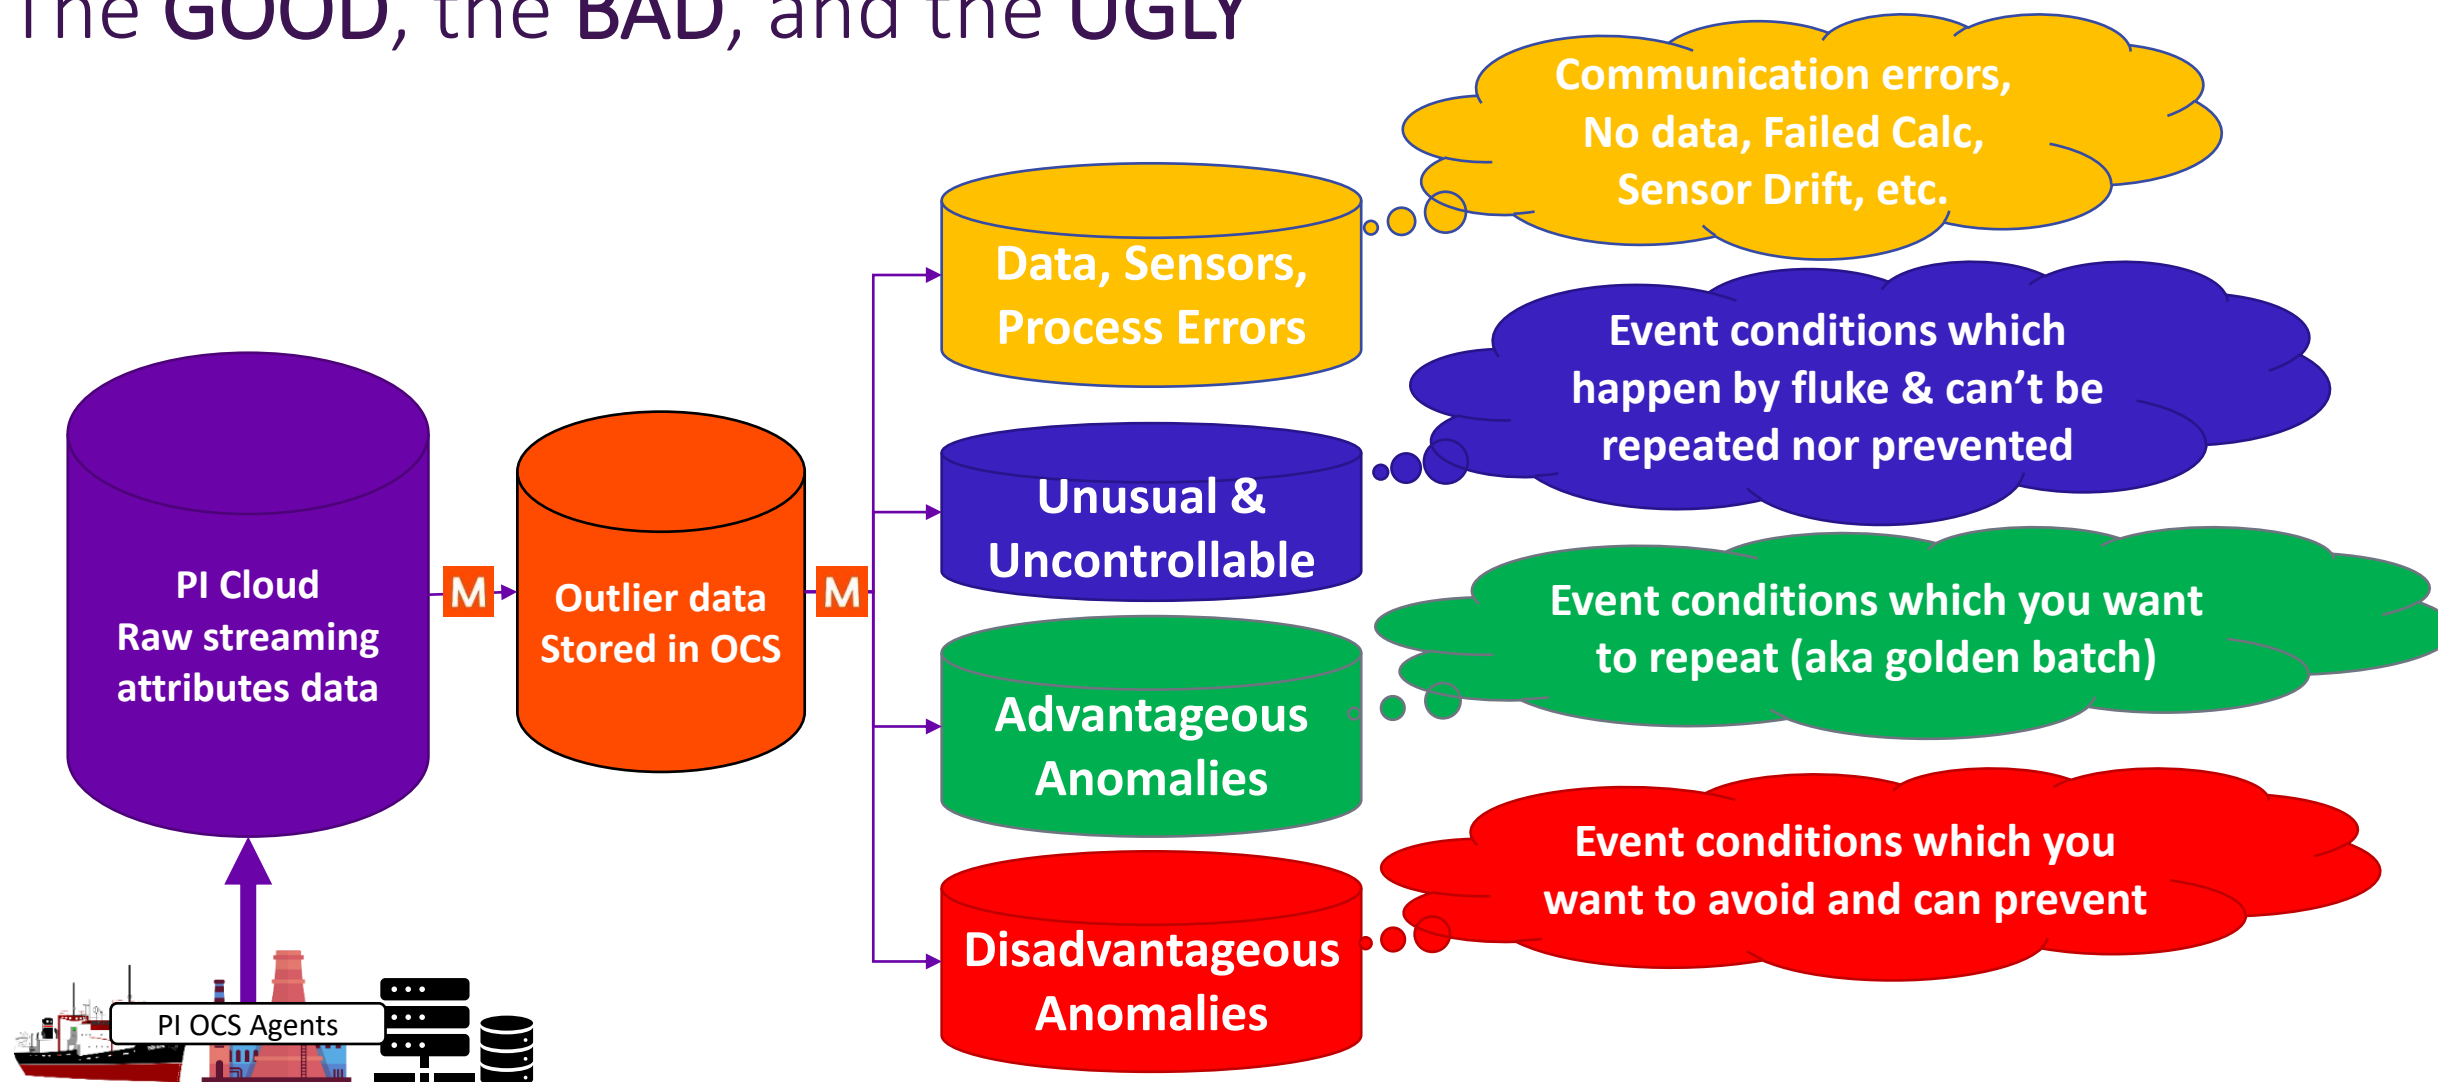 The GOOD, the BAD, and the UGLY
Communication errors,
No data, Failed Calc,
Sensor Drift, etc.
Data, Sensors,
Process Errors
Event conditions which
happen by fluke & can’t be
repeated nor prevented
Unusual &
Uncontrollable
PI Cloud
Raw streaming
attributes data
M
Outlier data
Stored in OCS
M
Event conditions which you want
to repeat (aka golden batch)
Advantageous
Anomalies
Event conditions which you
want to avoid and can prevent
Disadvantageous
Anomalies
PI OCS Agents